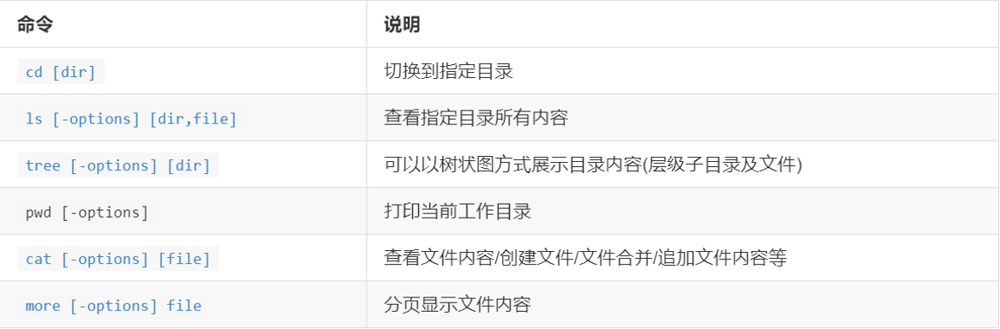 命令 说明
cd [dir] 切换到指定目录
ls [-options] [dir,file] 查看指定目录所有内容
tree [-options] [dir] 可以以树状图方式展示目录内容(层级子目录及文件)
pwd [-options] 打印当前工作目录
cat [-options] [file] 查看文件内容/创建文件/文件合并/追加文件内容等
more [-options] file 分页显示文件内容